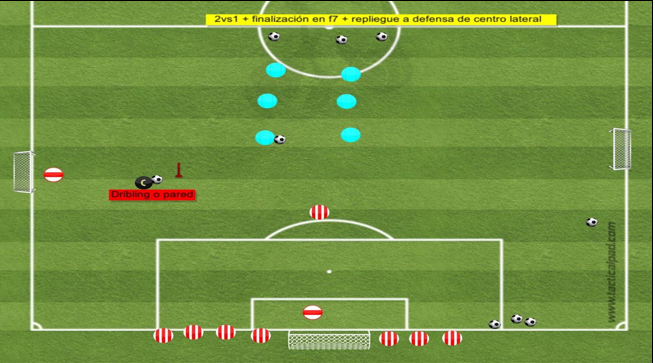 2vs1 + finalización en f7 + repliegue a defensa de centro lateral
C
Dribling o pared
www.tacticalpad.com